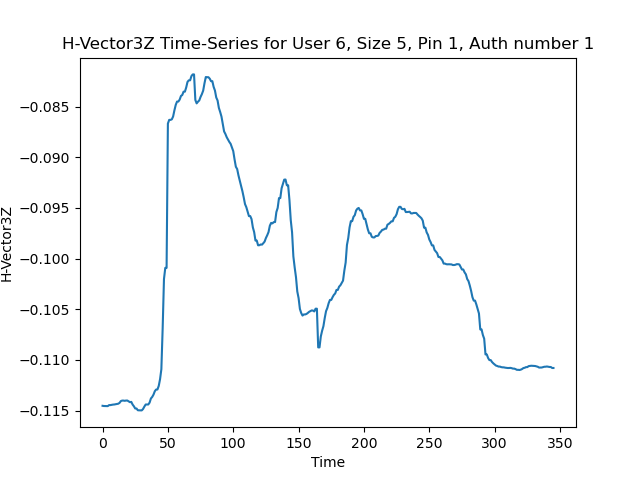 H-Vector3Z Time-Series for User 6, Size 5, Pin 1, Auth number 1
H-Vector3Z
−0.085
−0.090
−0.095
−0.100
−0.105
−0.110
−0.115
0 50 100 150 200 250 300 350
Time